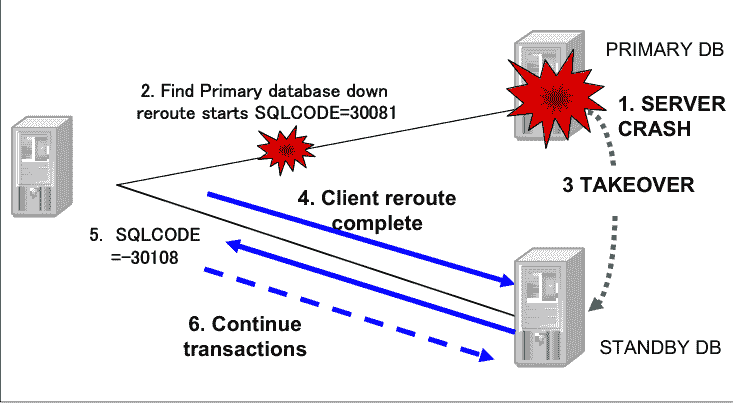 PRIMARY DB
2. Find Primary database down
reroute starts SQLCODE=30081
1. SERVER
CRASH
3 TAKEOVER
4. Client reroute
complete
5. SQLCODE
=-30108
6. Continue
transactions
STANDBY DB